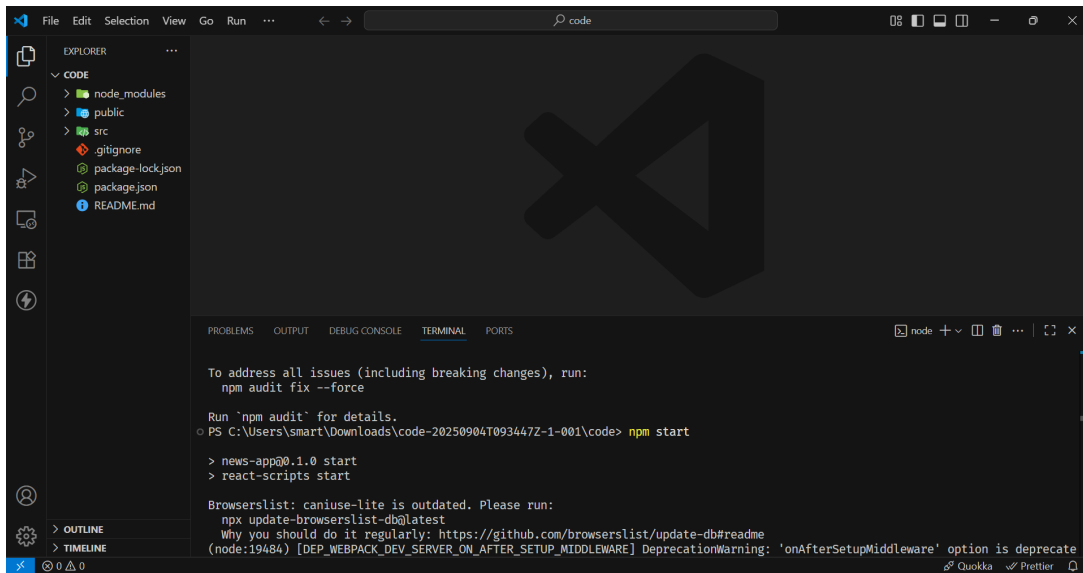 File Edit Selection View Go Run ··· ← → code
EXPLORER ···
CODE
node_modules
public
src
.gitignore
package-lock.json
package.json
README.md
OUTLINE
TIMELINE
PROBLEMS OUTPUT DEBUG CONSOLE TERMINAL PORTS node
To address all issues (including breaking changes), run:
npm audit fix --force
Run `npm audit` for details.
PS C:\Users\smart\Downloads\code-20250904T093447Z-1-001\code> npm start
> news-app@0.1.0 start
> react-scripts start
Browserslist: caniuse-lite is outdated. Please run:
npx update-browserslist-db@latest
Why you should do it regularly: https://github.com/browserslist/update-db#readme
(node:19484) [DEP_WEBPACK_DEV_SERVER_ON_AFTER_SETUP_MIDDLEWARE] DeprecationWarning: 'onAfterSetupMiddleware' option is deprecate
0 0 Quokka Prettier